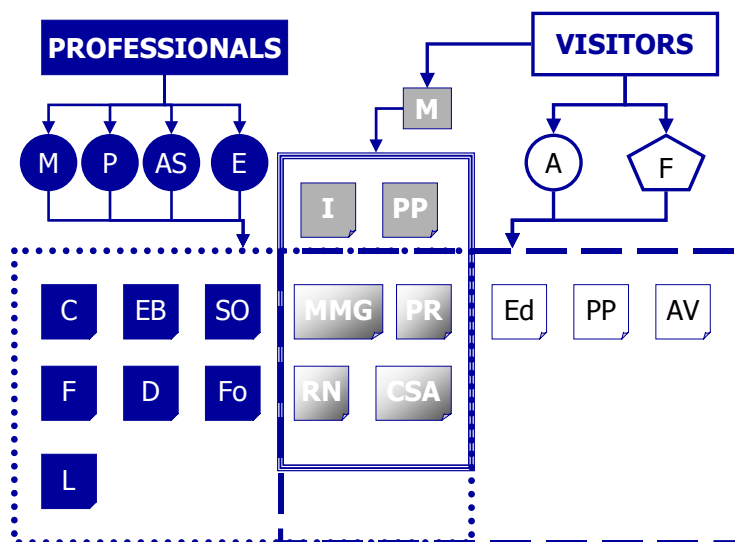 PROFESSIONALS
VISITORS
M
M P AS E
A F
I PP
C EB SO
MMG PR
Ed PP AV
F D Fo
RN CSA
L